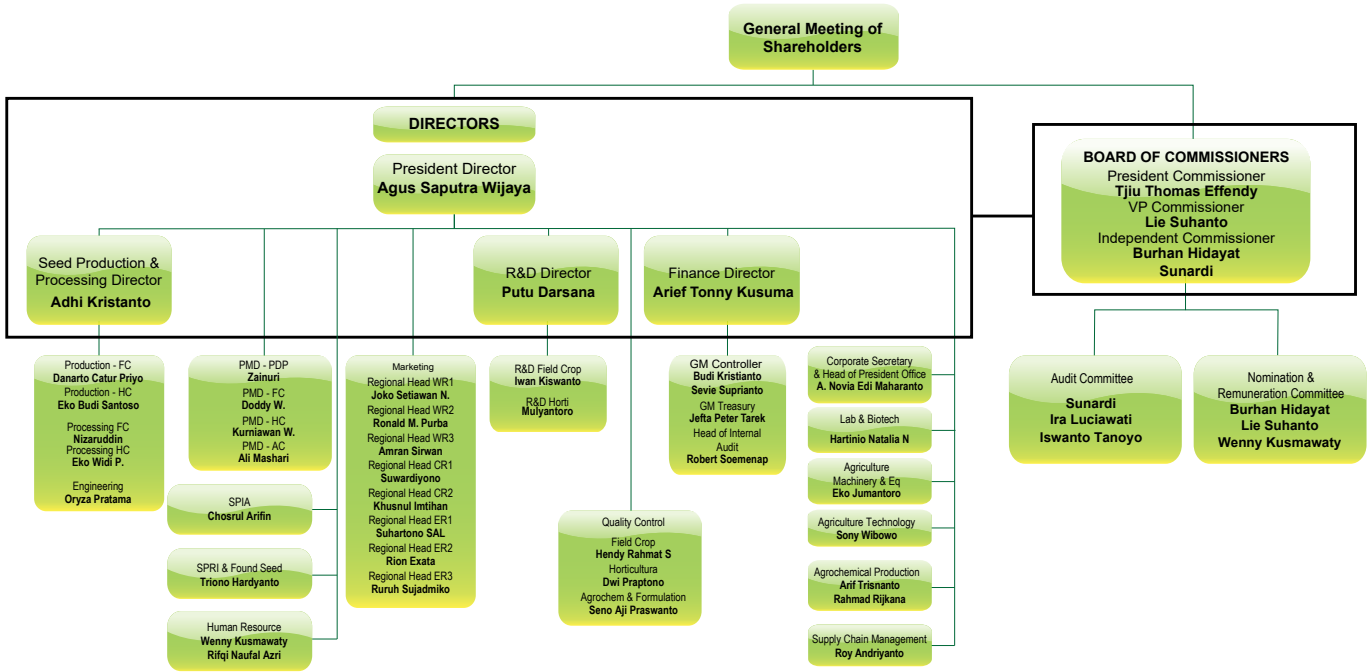 General Meeting of
Shareholders
DIRECTORS
President Director
Agus Saputra Wijaya
BOARD OF COMMISSIONERS
President Commissioner
Tjiu Thomas Effendy
VP Commissioner
Lie Suhanto
Independent Commissioner
Burhan Hidayat
Sunardi
Seed Production &
Processing Director
Adhi Kristanto
R&D Director
Putu Darsana
Finance Director
Arief Tonny Kusuma
Production - FC
Danarto Catur Priyo
Production - HC
Eko Budi Santoso
Processing FC
Nizaruddin
Processing HC
Eko Widi P.
Engineering
Oryza Pratama
PMD - PDP
Zainuri
PMD - FC
Doddy W.
PMD - HC
Kurniawan W.
PMD - AC
Ali Mashari
SPIA
Chosrul Arifin
SPRI & Found Seed
Triono Hardyanto
Human Resource
Wenny Kusmawaty
Rifqi Naufal Azri
Marketing
Regional Head WR1
Joko Setiawan N.
Regional Head WR2
Ronald M. Purba
Regional Head WR3
Amran Sirwan
Regional Head CR1
Suwardiyono
Regional Head CR2
Khusnul Imtihan
Regional Head ER1
Suhartono SAL
Regional Head ER2
Rion Exata
Regional Head ER3
Ruruh Sujadmiko
R&D Field Crop
Iwan Kiswanto
R&D Horti
Mulyantoro
Quality Control
Field Crop
Hendy Rahmat S
Horticultura
Dwi Praptono
Agrochem & Formulation
Seno Aji Praswanto
GM Controller
Budi Kristianto
Sevie Suprianto
GM Treasury
Jefta Peter Tarek
Head of Internal
Audit
Robert Soemenap
Corporate Secretary
& Head of President Office
A. Novia Edi Maharanto
Lab & Biotech
Hartinio Natalia N
Agriculture
Machinery & Eq
Eko Jumantoro
Agriculture Technology
Sony Wibowo
Agrochemical Production
Arif Trisnanto
Rahmad Rijkana
Supply Chain Management
Roy Andriyanto
Audit Committee
Sunardi
Ira Luciawati
Iswanto Tanoyo
Nomination &
Remuneration Committee
Burhan Hidayat
Lie Suhanto
Wenny Kusmawaty